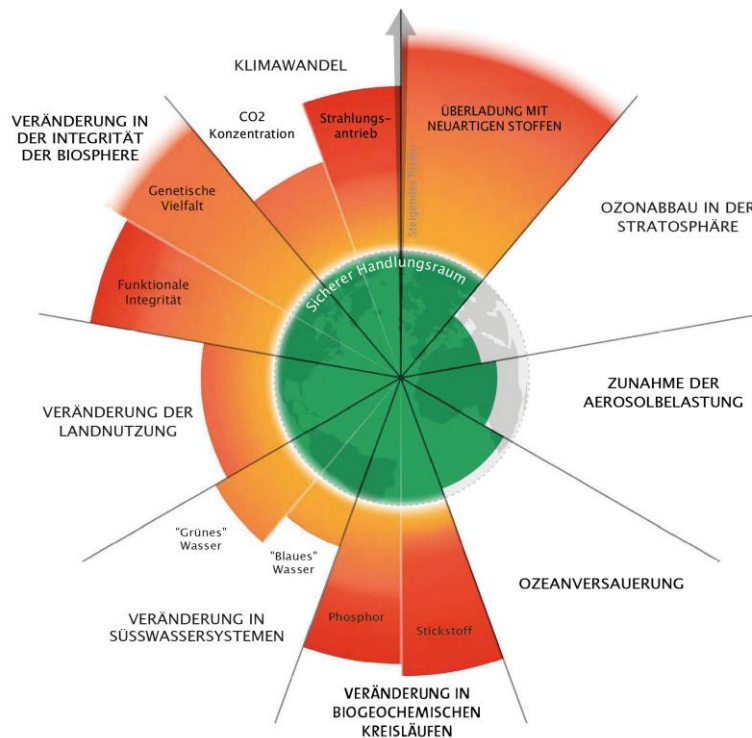 KLIMAWANDEL
CO2
Konzentration
Strahlungs-
antrieb
Steigendes Risiko
ÜBERLADUNG MIT
NEUARTIGEN STOFFEN
VERÄNDERUNG IN
DER INTEGRITÄT
DER BIOSPHERE
Genetische
Vielfalt
Funktionale
Integrität
OZONABBAU IN DER
STRATOSPHÄRE
Sicherer Handlungsraum
ZUNAHME DER
AEROSOLBELASTUNG
VERÄNDERUNG DER
LANDNUTZUNG
"Grünes"
Wasser
"Blaues"
Wasser
OZEANVERSAUERUNG
VERÄNDERUNG IN
SÜSSWASSERSYSTEMEN
Phosphor
Stickstoff
VERÄNDERUNG IN
BIOGEOCHEMISCHEN
KREISLÄUFEN